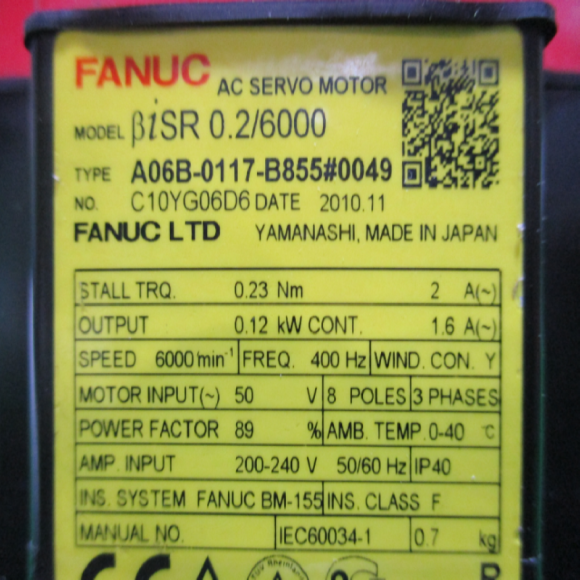 FANUC AC SERVO MOTOR
MODEL βiSR 0.2/6000
TYPE A06B-0117-B855#0049
NO. C10YG06D6 DATE 2010.11
FANUC LTD YAMANASHI, MADE IN JAPAN
STALL TRQ. 0.23 Nm 2 A(~)
OUTPUT 0.12 kW CONT. 1.6 A(~)
SPEED 6000 min⁻¹ FREQ. 400 Hz WIND. CON. Y
MOTOR INPUT(~) 50 V 8 POLES 3 PHASES
POWER FACTOR 89 % AMB. TEMP. 0-40 ℃
AMP. INPUT 200-240 V 50/60 Hz IP40
INS. SYSTEM FANUC BM-155 INS. CLASS F
MANUAL NO. IEC60034-1 0.7 kg